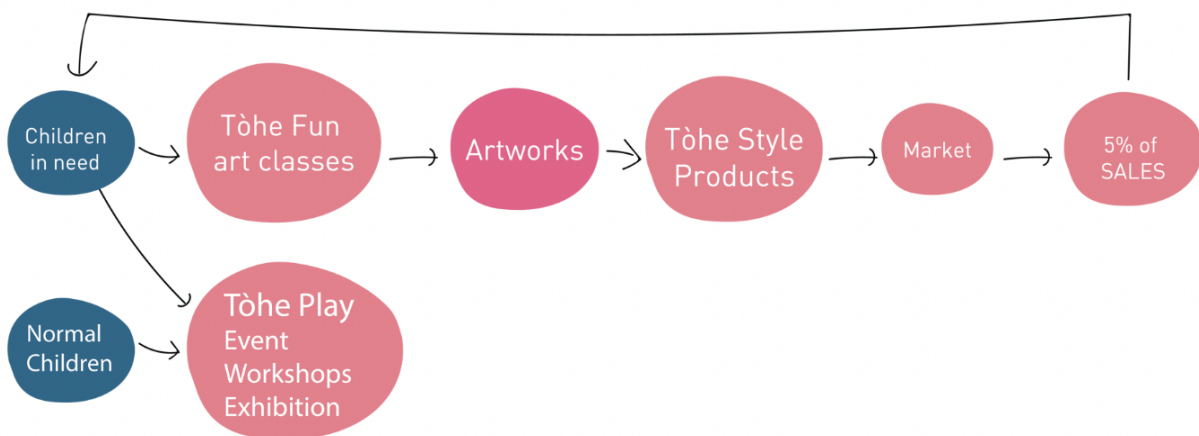 Children
in need
Tòhe Fun
art classes
Artworks
Tòhe Style
Products
Market
5% of
SALES
Normal
Children
Tòhe Play
Event
Workshops
Exhibition